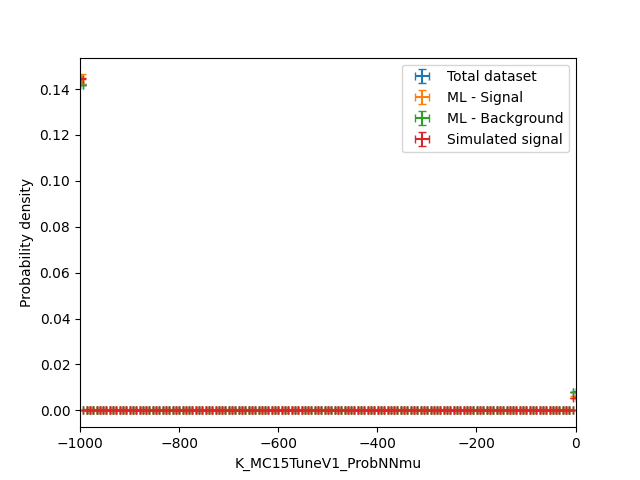 Total dataset
ML - Signal
ML - Background
Simulated signal
Probability density
0.14
0.12
0.10
0.08
0.06
0.04
0.02
0.00
−1000 −800 −600 −400 −200 0
K_MC15TuneV1_ProbNNmu